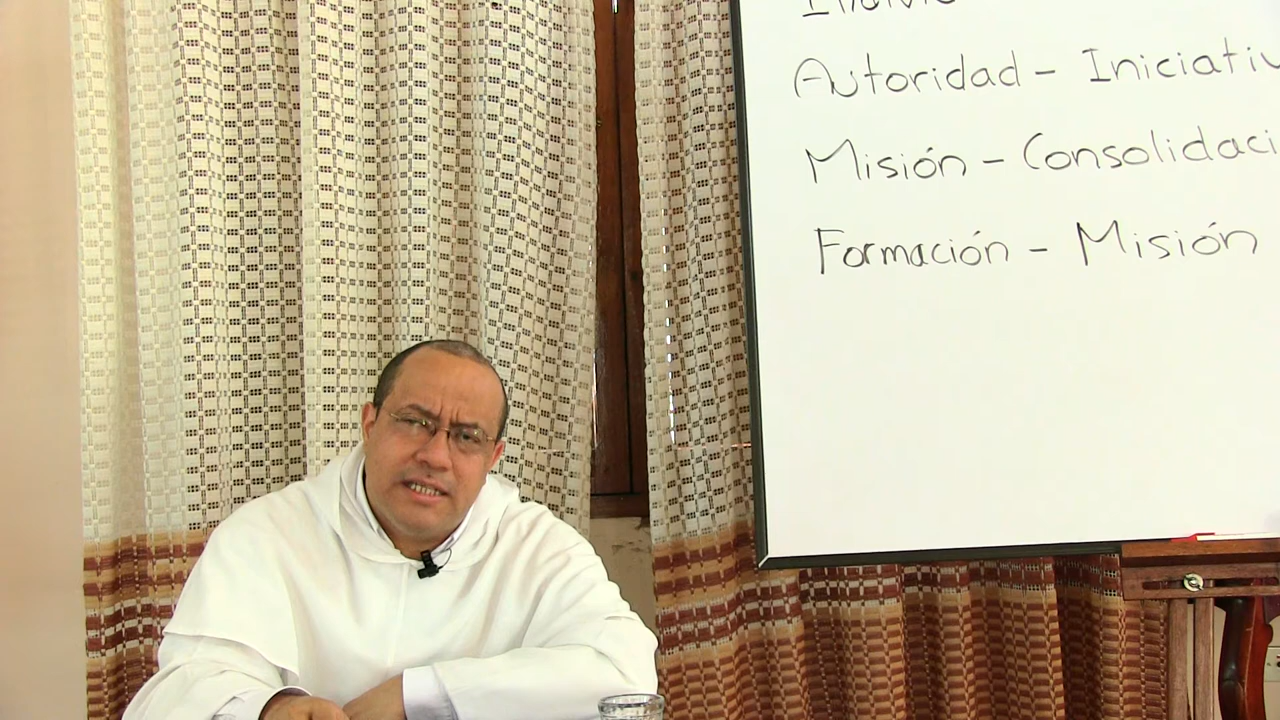 Autoridad - Iniciativ
Misión - Consolidaci
Formación - Misión